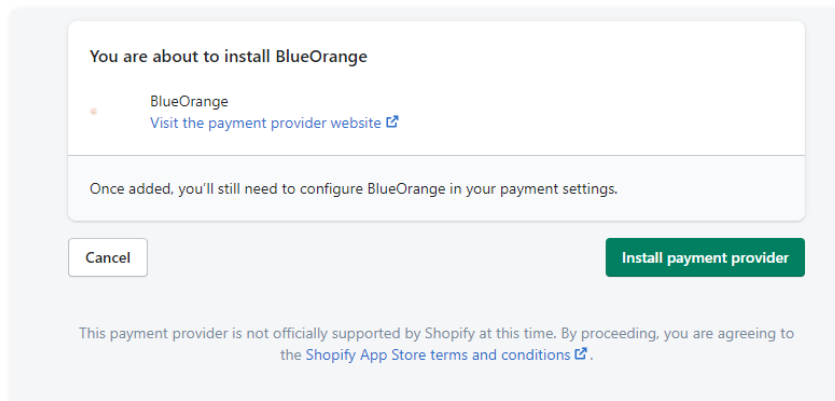 You are about to install BlueOrange
BlueOrange
Visit the payment provider website
Once added, you'll still need to configure BlueOrange in your payment settings.
Cancel
Install payment provider
This payment provider is not officially supported by Shopify at this time. By proceeding, you are agreeing to
the Shopify App Store terms and conditions .